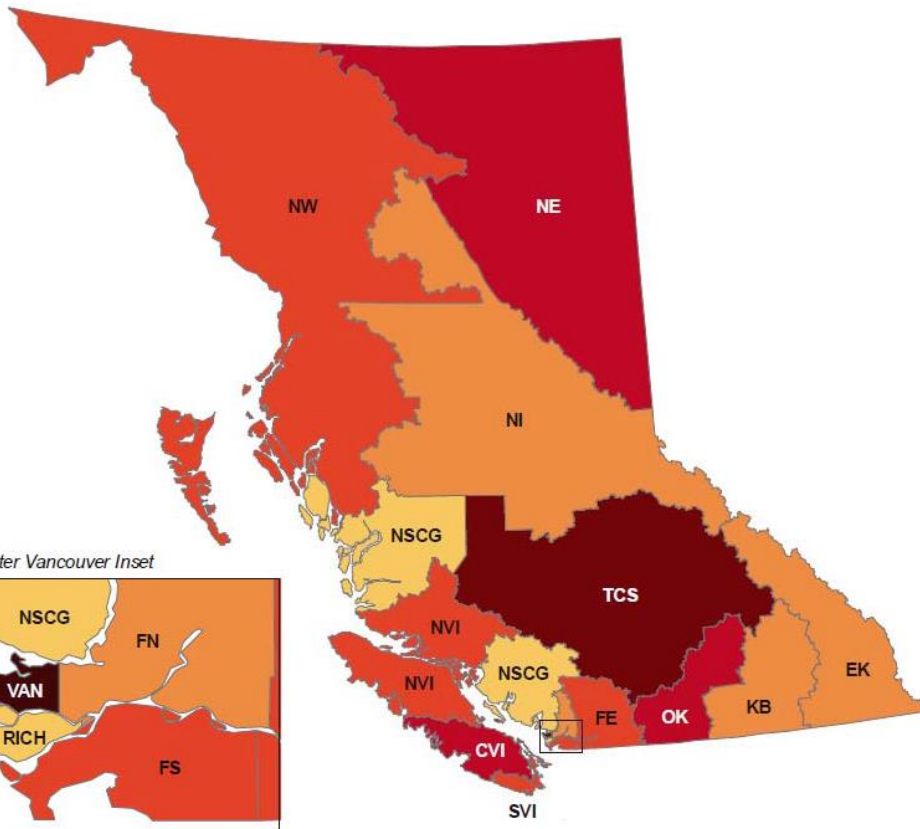 NW
NE
NI
NSCG
TCS
NVI
NSCG
NVI
EK
KB
FE
OK
CVI
SVI
ter Vancouver Inset
NSCG
FN
VAN
RICH
FS